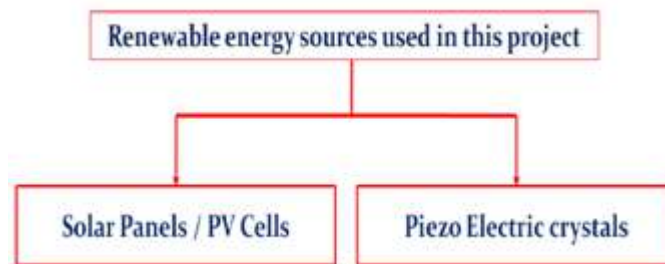 Renewable energy sources used in this project
Solar Panels / PV Cells
Piezo Electric crystals